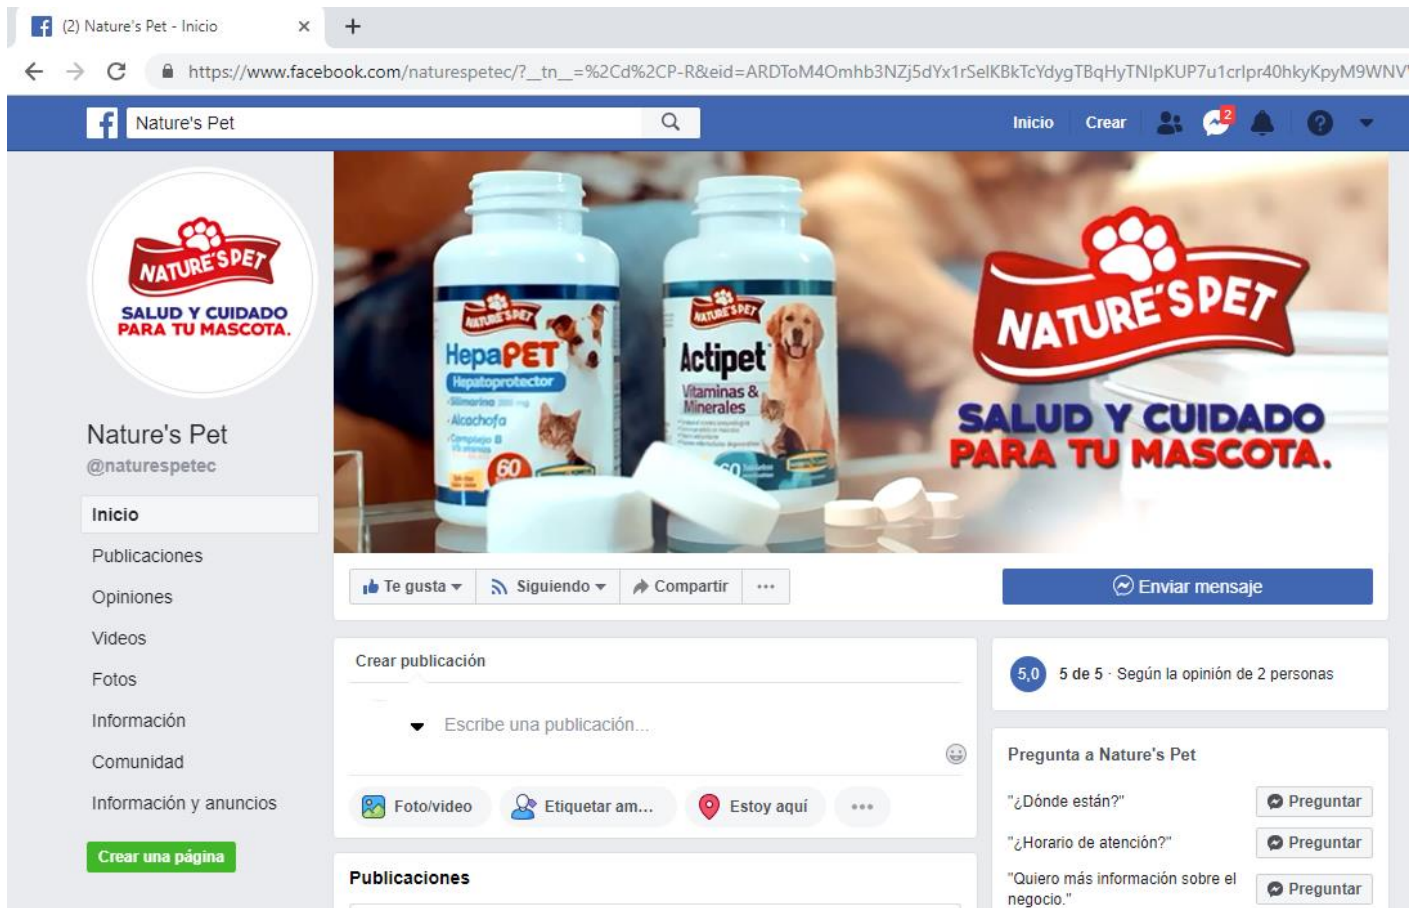 (2) Nature's Pet - Inicio
https://www.facebook.com/naturespetec/?__tn__=%2Cd%2CP-R&eid=
Nature's Pet
Inicio
Crear
2
NATURE'S PET
SALUD Y CUIDADO
PARA TU MASCOTA.
Nature's Pet
@naturespetec
Inicio
Publicaciones
Opiniones
Videos
Fotos
Información
Comunidad
Información y anuncios
Crear una página
NATURE'S PET
HepaPET
Hepatoprotector
Silimarina
Alcachofa
Complejo B
60
NATURE'S PET
Actipet
Vitaminas &
Minerales
60
NATURE'S PET
SALUD Y CUIDADO
PARA TU MASCOTA.
Te gusta
Siguiendo
Compartir
Enviar mensaje
Crear publicación
Escribe una publicación...
Foto/video
Etiquetar am...
Estoy aquí
Publicaciones
5,0
5 de 5 · Según la opinión de 2 personas
Pregunta a Nature's Pet
"¿Dónde están?"
Preguntar
"¿Horario de atención?"
Preguntar
"Quiero más información sobre el
negocio."
Preguntar